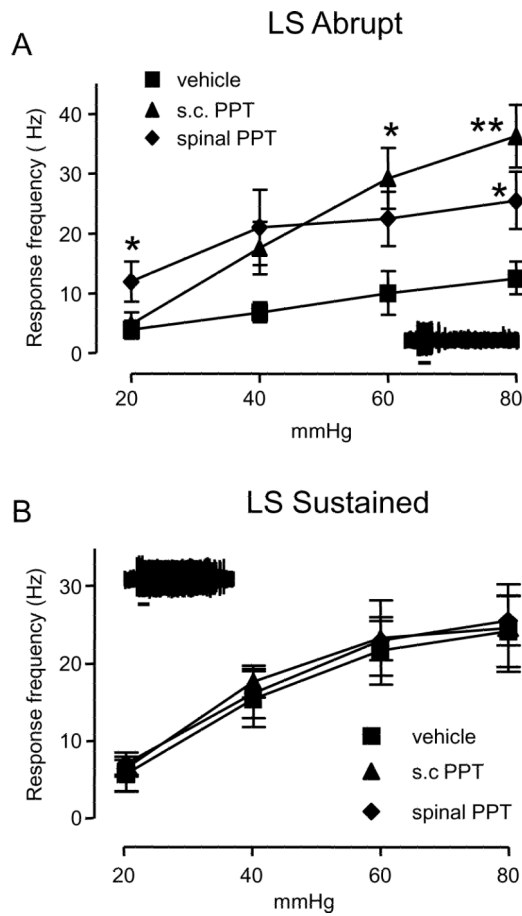 LS Abrupt
A
vehicle
s.c. PPT
spinal PPT
Response frequency ( Hz)
40
30
20
10
0
*
*
**
*
20 40 60 80
mmHg
LS Sustained
B
Response frequency (Hz)
30
20
10
0
vehicle
s.c PPT
spinal PPT
20 40 60 80
mmHg